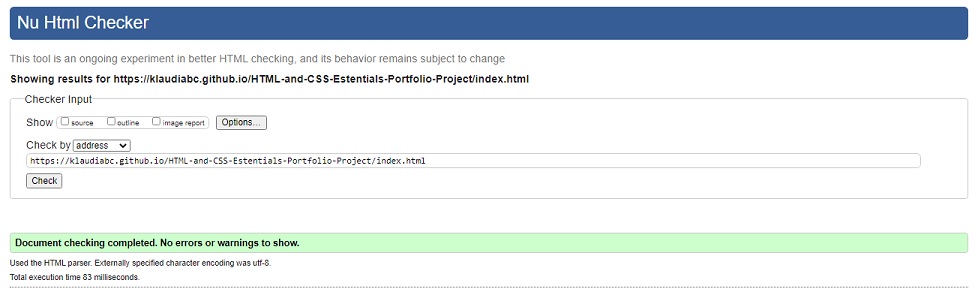 Nu Html Checker
This tool is an ongoing experiment in better HTML checking, and its behavior remains subject to change
Showing results for https://klaudiabc.github.io/HTML-and-CSS-Estentials-Portfolio-Project/index.html
Checker Input
Show source outline image report Options...
Check by address
https://klaudiabc.github.io/HTML-and-CSS-Estentials-Portfolio-Project/index.html
Check
Document checking completed. No errors or warnings to show.
Used the HTML parser. Externally specified character encoding was utf-8.
Total execution time 83 milliseconds.